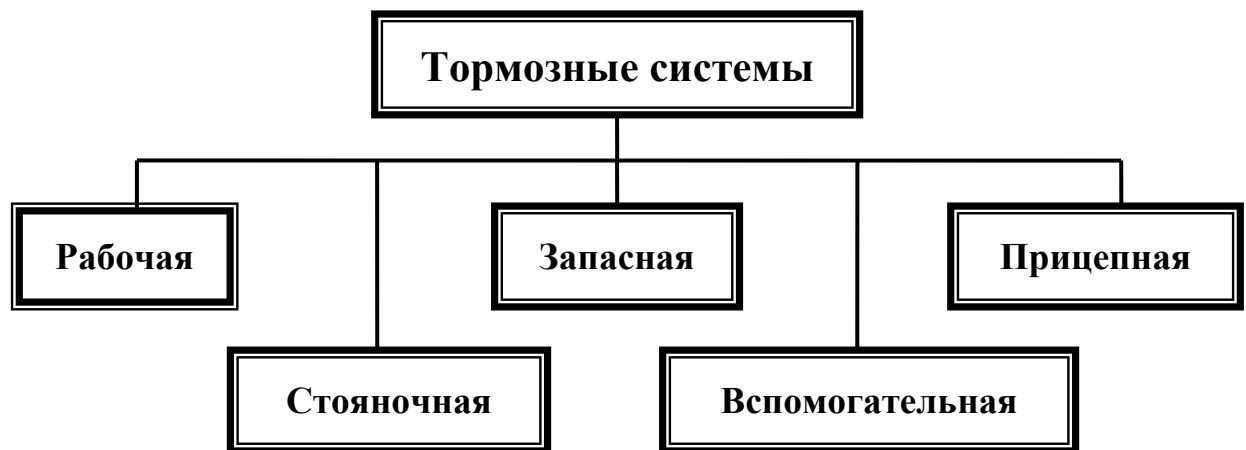 Тормозные системы
Рабочая
Запасная
Прицепная
Стояночная
Вспомогательная